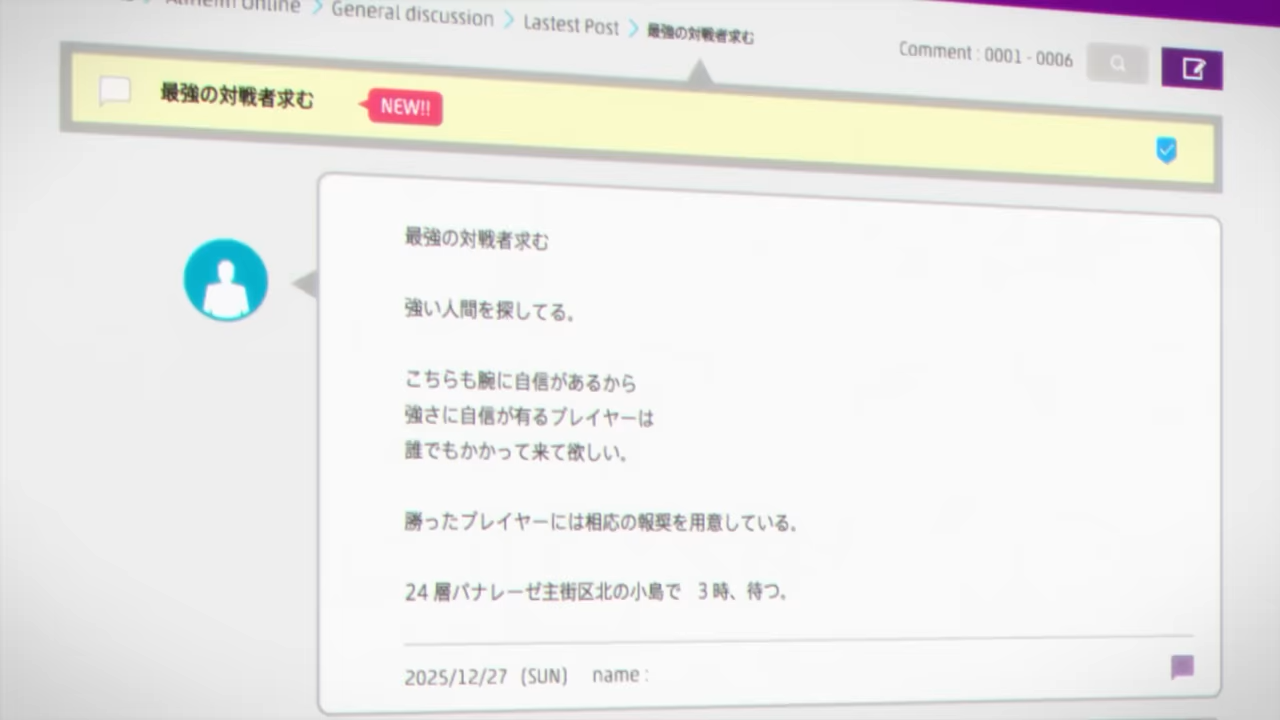 Online > General discussion > Lastest Post > 最強の対戦者求む
Comment : 0001 - 0006
最強の対戦者求む
NEW!!
最強の対戦者求む
強い人間を探してる。
こちらも腕に自信があるから
強さに自信が有るプレイヤーは
誰でもかかって来て欲しい。
勝ったプレイヤーには相応の報奨を用意している。
24 層パナレーゼ主街区北の小島で　3 時、待つ。
2025/12/27 (SUN) name :